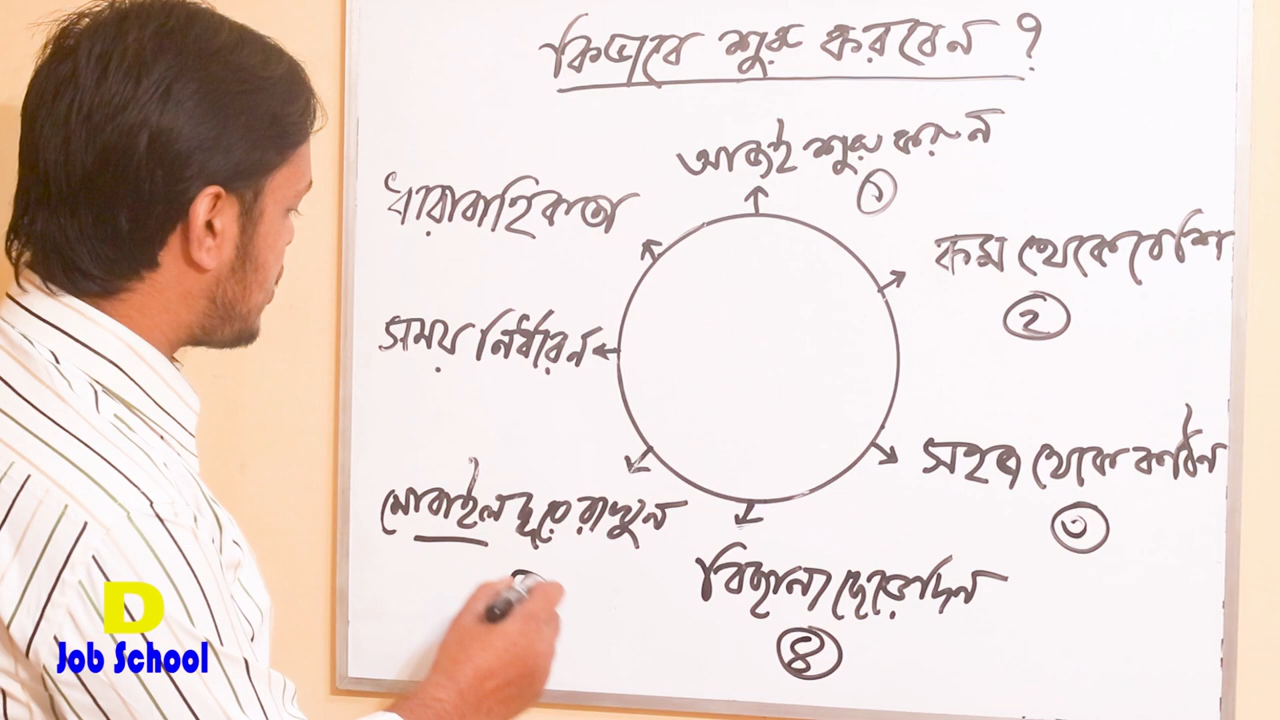 কিভাবে শুরু করবেন ?
আজই শুরু করুন
১
কম থেকে বেশি
২
সহজ থেকে কঠিন
৩
বিছানা ছেড়ে দিন
৪
মোবাইল দূরে রাখুন
সময় নির্ধারন
ধারাবাহিকতা
D
Job School